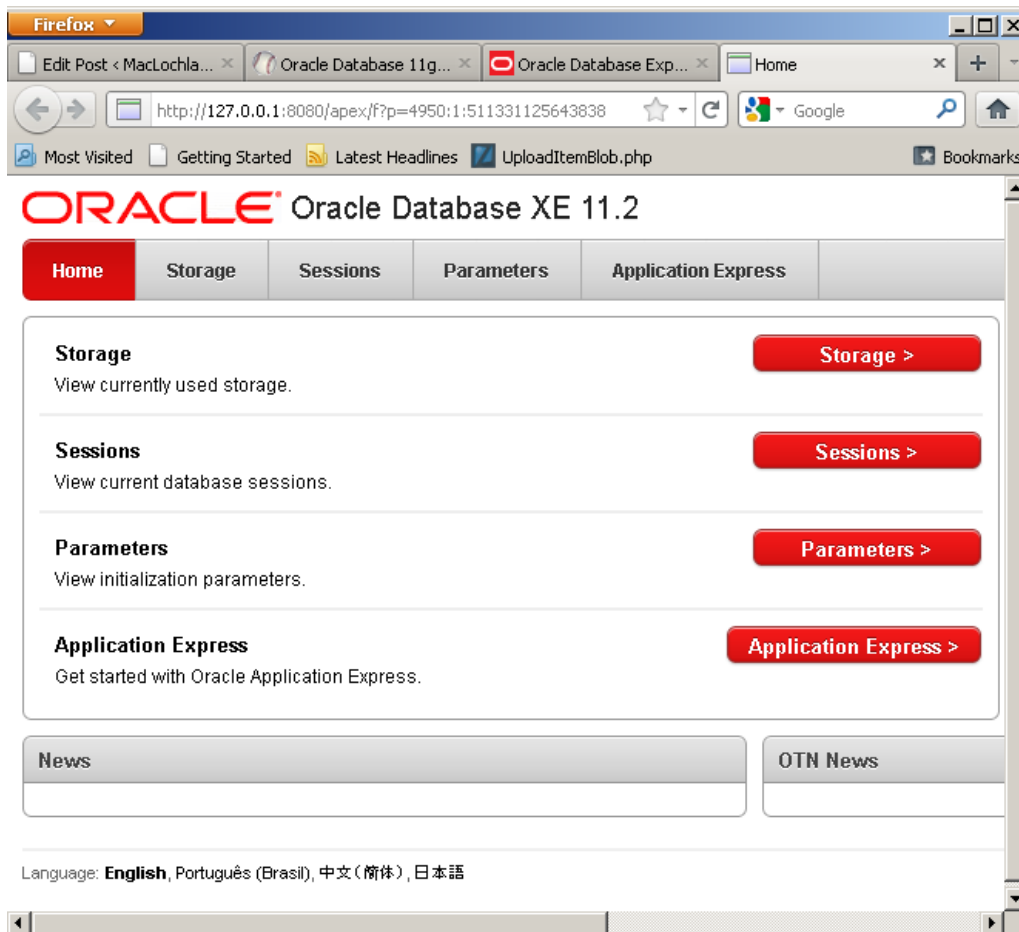 Firefox
Edit Post < MacLochla... Oracle Database 11g... Oracle Database Exp... Home
http://127.0.0.1:8080/apex/f?p=4950:1:511331125643838 Google
Most Visited Getting Started Latest Headlines UploadItemBlob.php Bookmarks
ORACLE Oracle Database XE 11.2
Home Storage Sessions Parameters Application Express
Storage
Storage >
View currently used storage.
Sessions
Sessions >
View current database sessions.
Parameters
Parameters >
View initialization parameters.
Application Express
Application Express >
Get started with Oracle Application Express.
News OTN News
Language: English, Português (Brasil), 中文(简体), 日本語